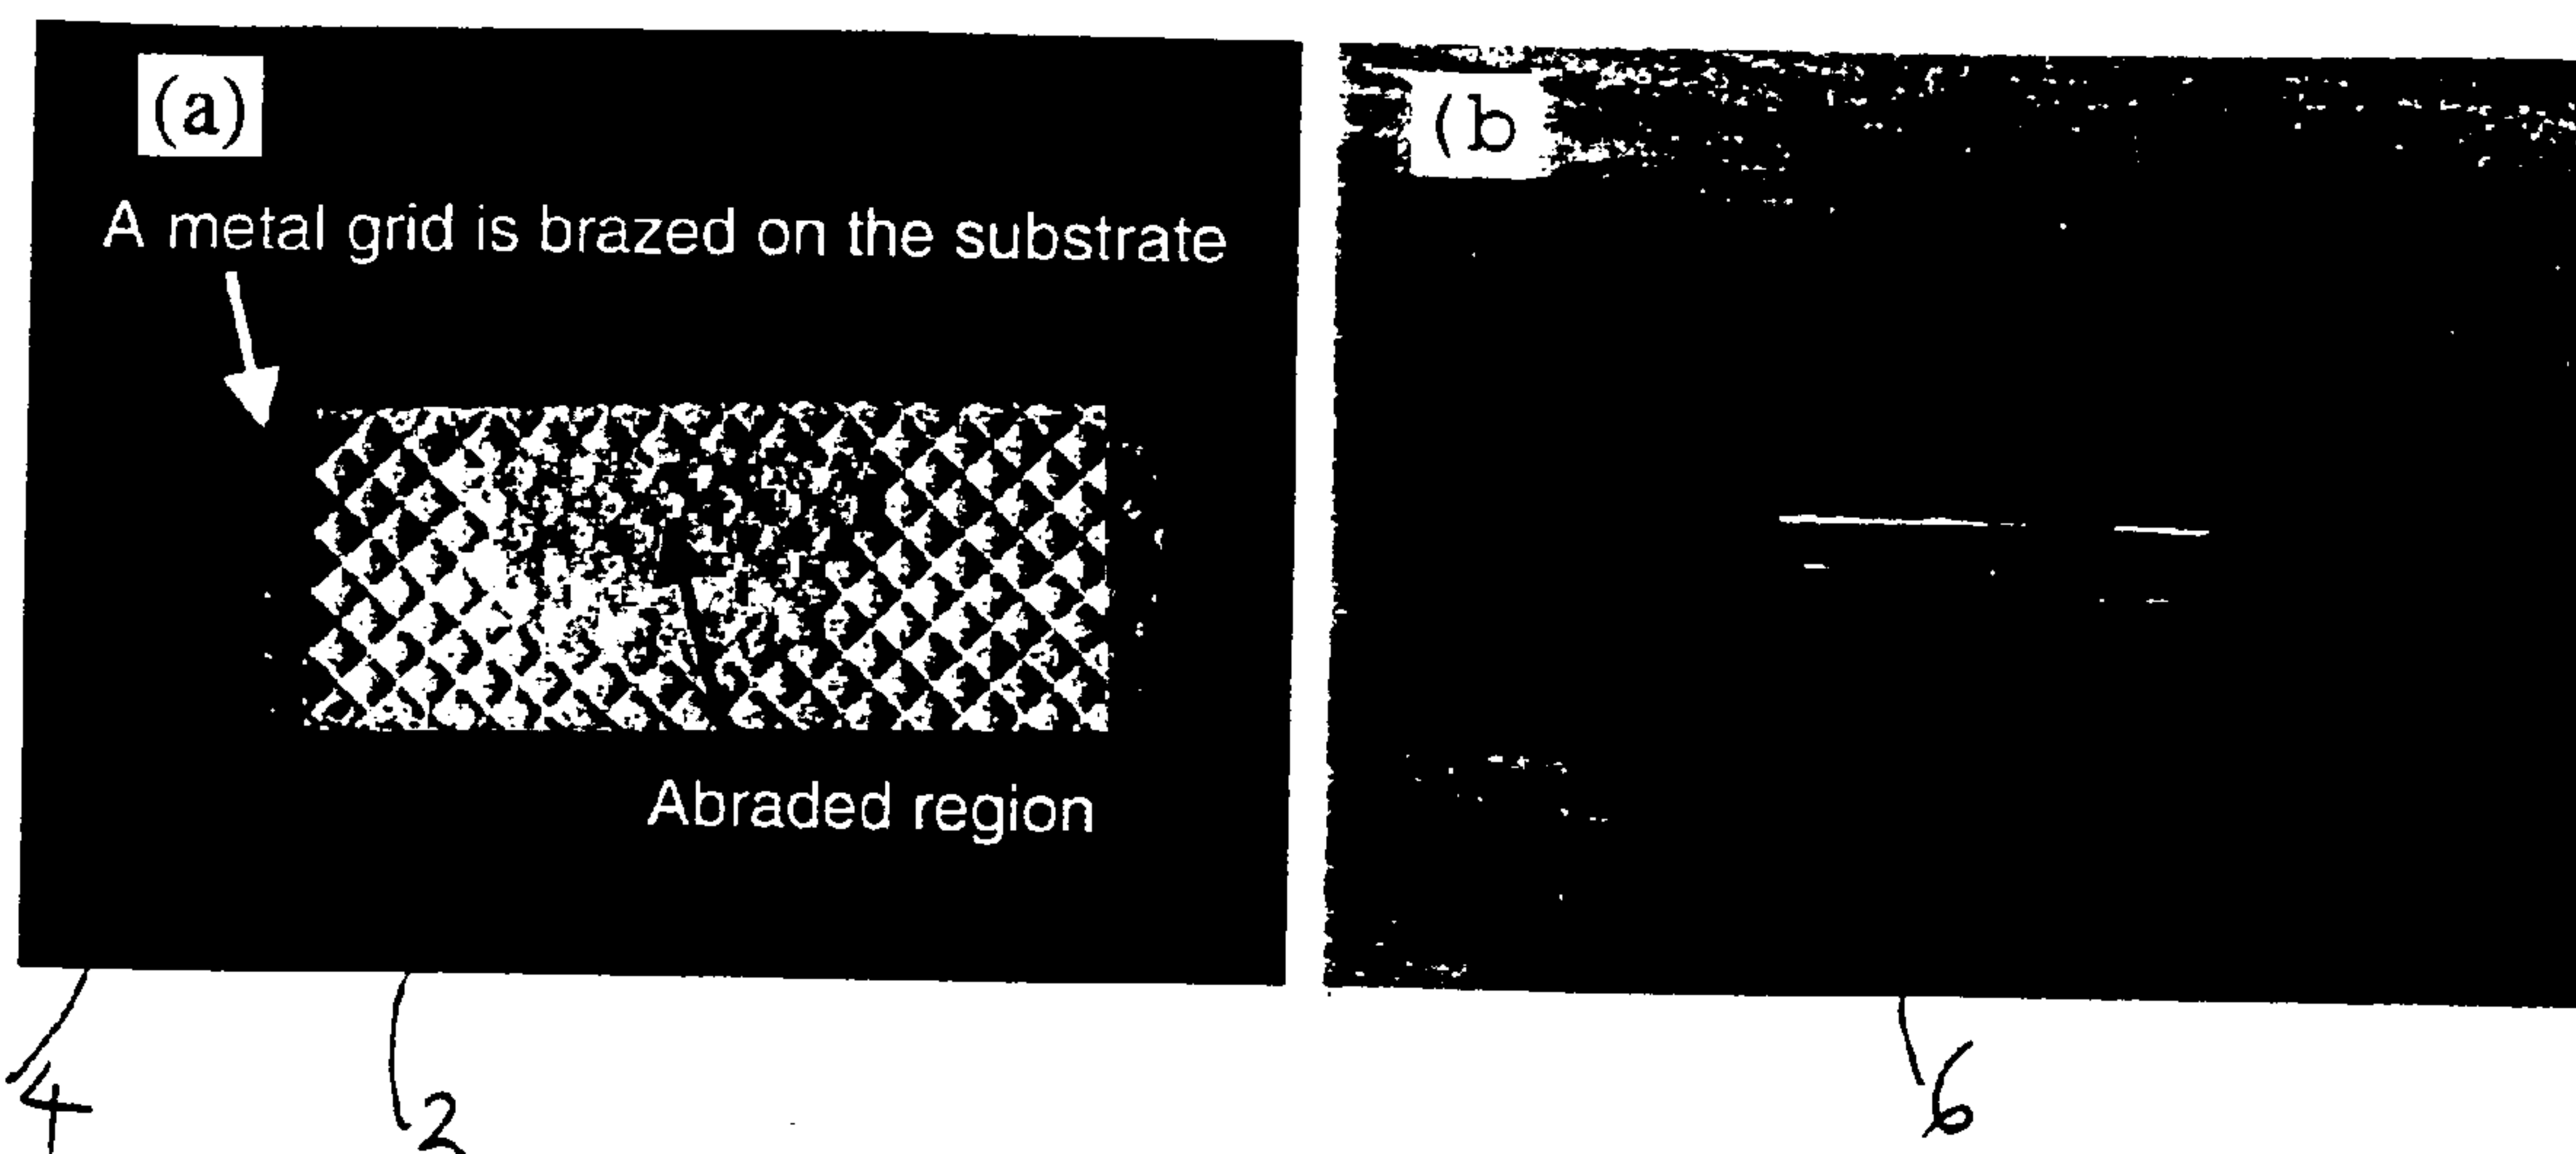 (a)
A metal grid is brazed on the substrate
Abraded region
(b
4
2
6